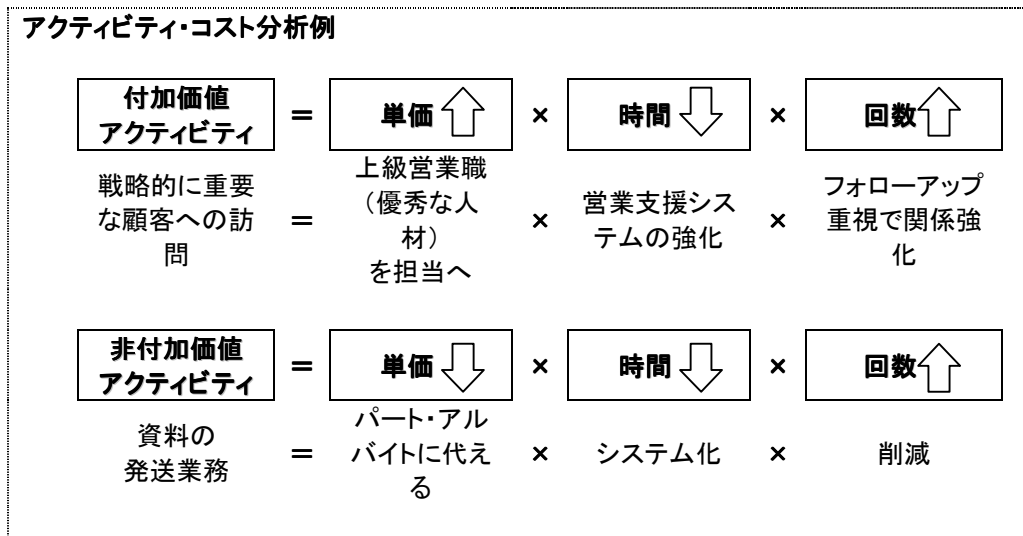 アクティビティ・コスト分析例
付加価値
アクティビティ
＝
単価
×
時間
×
回数
戦略的に重要
な顧客への訪
問
＝
上級営業職
（優秀な人
材）
を担当へ
×
営業支援シス
テムの強化
×
フォローアップ
重視で関係強
化
非付加価値
アクティビティ
＝
単価
×
時間
×
回数
資料の
発送業務
＝
パート・アル
バイトに代え
る
×
システム化
×
削減